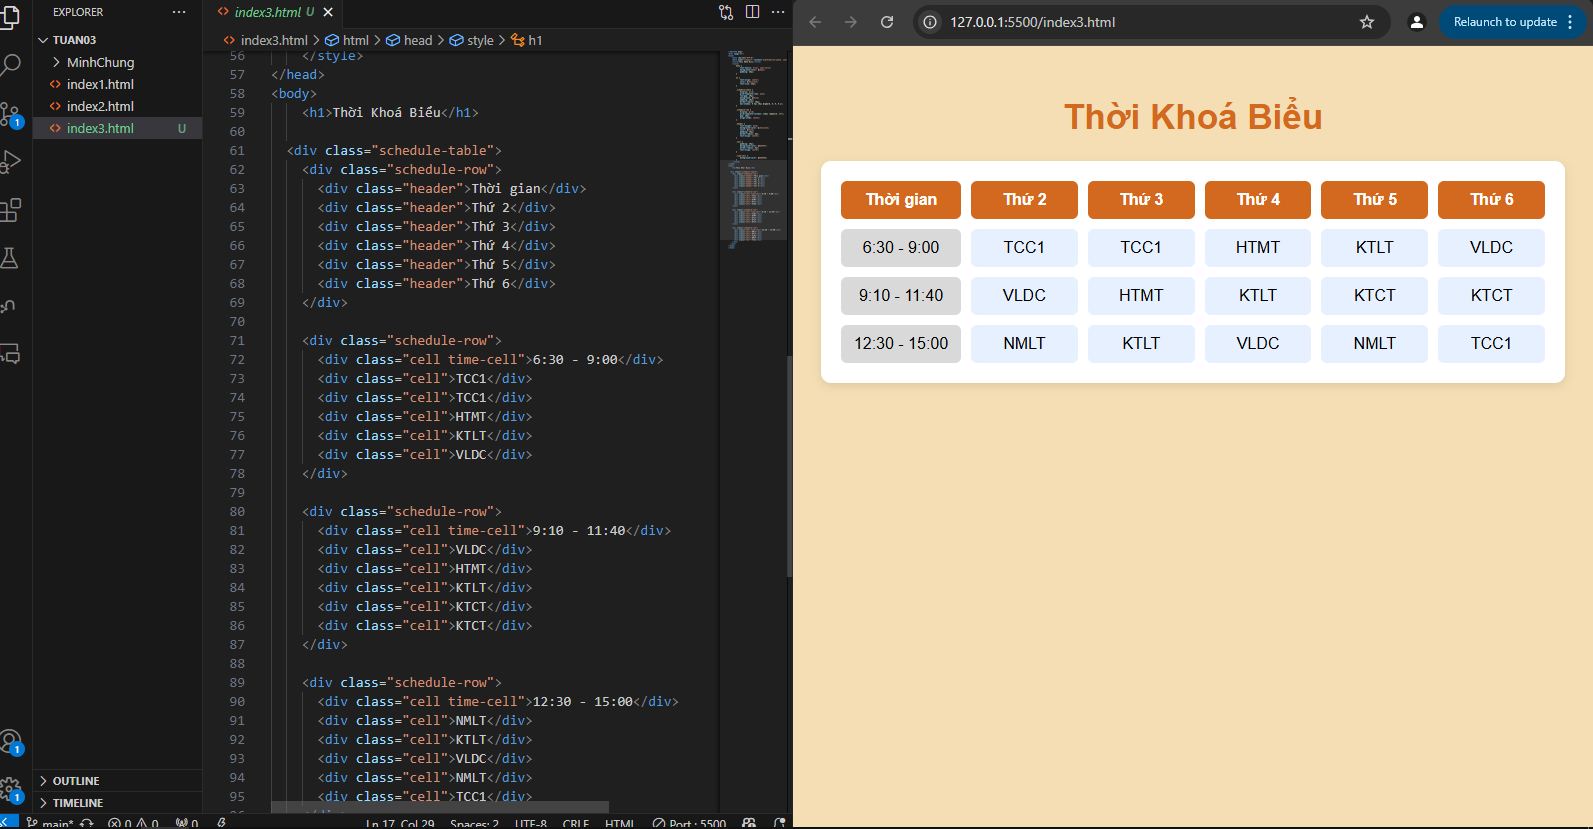 EXPLORER
TUAN03
MinhChung
index1.html
index2.html
index3.html U
1
1
1
OUTLINE
TIMELINE
index3.html U
index3.html > html > head > style > h1
56 </style>
57 </head>
58 <body>
59 <h1>Thời Khoá Biểu</h1>
60
61 <div class="schedule-table">
62 <div class="schedule-row">
63 <div class="header">Thời gian</div>
64 <div class="header">Thứ 2</div>
65 <div class="header">Thứ 3</div>
66 <div class="header">Thứ 4</div>
67 <div class="header">Thứ 5</div>
68 <div class="header">Thứ 6</div>
69 </div>
70
71 <div class="schedule-row">
72 <div class="cell time-cell">6:30 - 9:00</div>
73 <div class="cell">TCC1</div>
74 <div class="cell">TCC1</div>
75 <div class="cell">HTMT</div>
76 <div class="cell">KTLT</div>
77 <div class="cell">VLDC</div>
78 </div>
79
80 <div class="schedule-row">
81 <div class="cell time-cell">9:10 - 11:40</div>
82 <div class="cell">VLDC</div>
83 <div class="cell">HTMT</div>
84 <div class="cell">KTLT</div>
85 <div class="cell">KTCT</div>
86 <div class="cell">KTCT</div>
87 </div>
88
89 <div class="schedule-row">
90 <div class="cell time-cell">12:30 - 15:00</div>
91 <div class="cell">NMLT</div>
92 <div class="cell">KTLT</div>
93 <div class="cell">VLDC</div>
94 <div class="cell">NMLT</div>
95 <div class="cell">TCC1</div>
main* 0 0 0 Ln 17, Col 29 Spaces: 2 UTF-8 CRLF HTML Port : 5500
127.0.0.1:5500/index3.html
Relaunch to update
Thời Khoá Biểu
Thời gian Thứ 2 Thứ 3 Thứ 4 Thứ 5 Thứ 6
6:30 - 9:00 TCC1 TCC1 HTMT KTLT VLDC
9:10 - 11:40 VLDC HTMT KTLT KTCT KTCT
12:30 - 15:00 NMLT KTLT VLDC NMLT TCC1